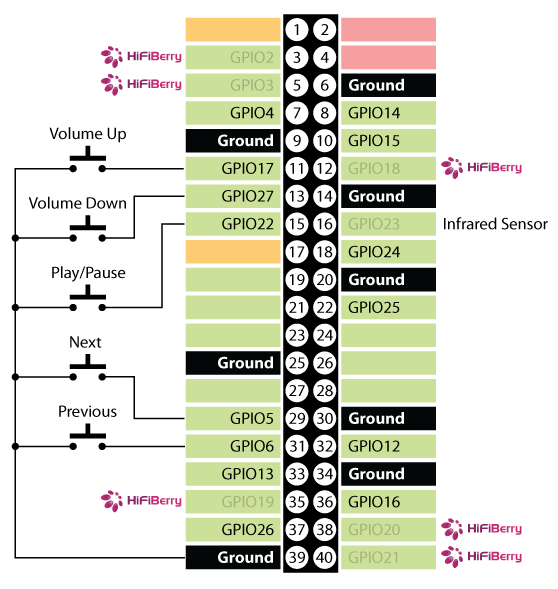 1 2
HiFiBerry GPIO2 3 4
HiFiBerry GPIO3 5 6 Ground
GPIO4 7 8 GPIO14
Volume Up Ground 9 10 GPIO15
GPIO17 11 12 GPIO18 HiFiBerry
Volume Down GPIO27 13 14 Ground
GPIO22 15 16 GPIO23 Infrared Sensor
17 18 GPIO24
Play/Pause 19 20 Ground
21 22 GPIO25
Next 23 24
Ground 25 26
27 28
Previous GPIO5 29 30 Ground
GPIO6 31 32 GPIO12
GPIO13 33 34 Ground
HiFiBerry GPIO19 35 36 GPIO16
GPIO26 37 38 GPIO20 HiFiBerry
Ground 39 40 GPIO21 HiFiBerry